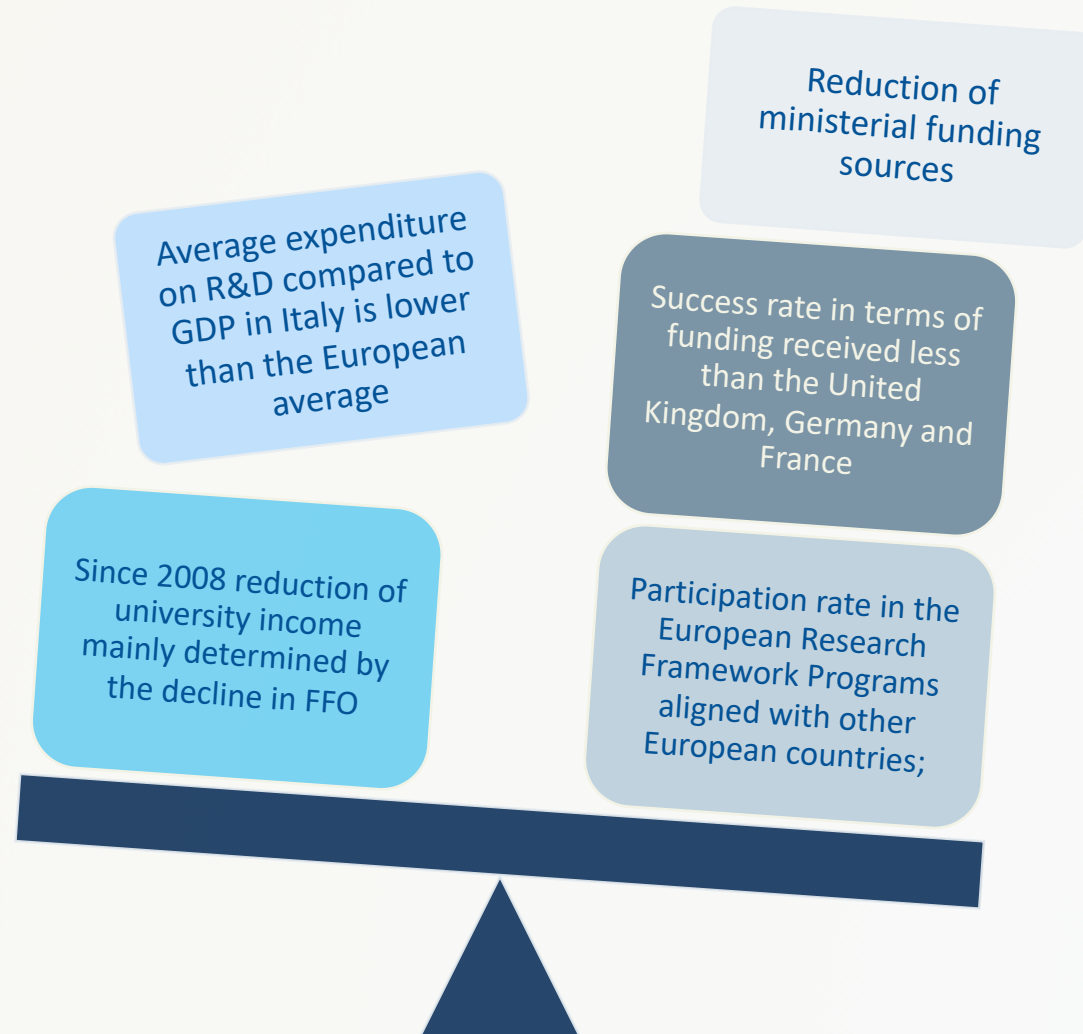 Reduction of
ministerial funding
sources
Average expenditure
on R&D compared to
GDP in Italy is lower
than the European
average
Success rate in terms of
funding received less
than the United
Kingdom, Germany and
France
Since 2008 reduction of
university income
mainly determined by
the decline in FFO
Participation rate in the
European Research
Framework Programs
aligned with other
European countries;